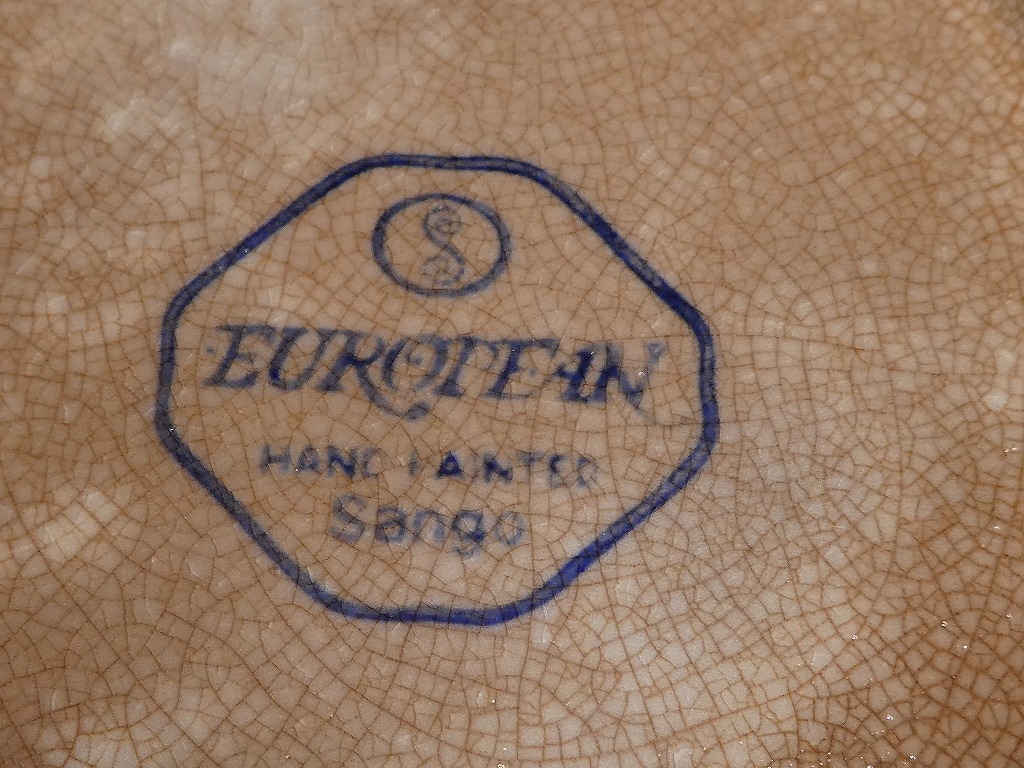 S
EUROPEAN
HAND PAINTED
Sango